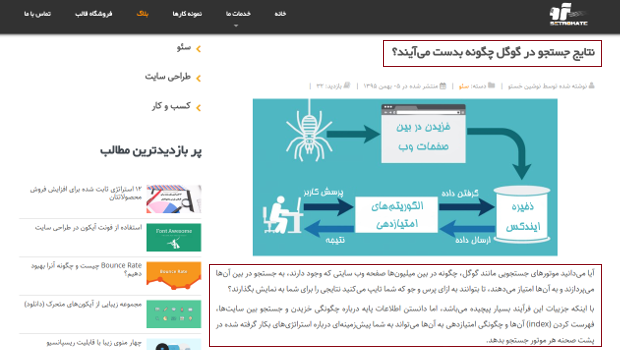 خانه
خدمات ما
نمونه کارها
بلاگ
فروشگاه قالب
تماس با ما
نتایج جستجو در گوگل چگونه بدست می‌آیند؟
نوشته شده توسط نوشین خسنو | دسته: سئو | منتشر شده در ۰۵ بهمن ۱۳۹۵ | بازدید: ۳۲
خزیدن در بین
صفحات وب
پرسش کاربر
الگوریتم‌های
امتیازدهی
گرفتن داده
ذخیره
ایندکس
نتیجه
ارسال داده
آیا می‌دانید موتورهای جستجویی مانند گوگل، چگونه در بین میلیون‌ها صفحه وب سایتی که وجود دارند، به جستجو در بین آن‌ها
می‌پردازند و به آن‌ها امتیاز می‌دهند، تا بتوانند به ازای پرس و جو که شما تایپ می‌کنید نتایجی را برای شما به نمایش بگذارند؟
با اینکه جزییات این فرآیند بسیار پیچیده می‌باشد، اما دانستن اطلاعات پایه درباره چگونگی خزیدن و جستجو بین سایت‌ها،
فهرست کردن (index) آن‌ها و چگونگی امتیازدهی به آن‌ها می‌تواند به شما پیش‌زمینه‌ای درباره استراتژی‌های بکار گرفته شده در
پشت صحنه هر موتور جستجو بدهد.
سئو
طراحی سایت
کسب و کار
پر بازدیدترین مطالب
۱۲ استراتژی ثابت شده برای افزایش فروش
محصولاتتان
استفاده از فونت آیکون در طراحی سایت
Font Awesome
Bounce Rate چیست و چگونه آنرا بهبود
دهیم؟
مجموعه زیبایی از آیکون‌های متحرک (دانلود)
چهار منوی زیبا با قابلیت ریسپانسیو